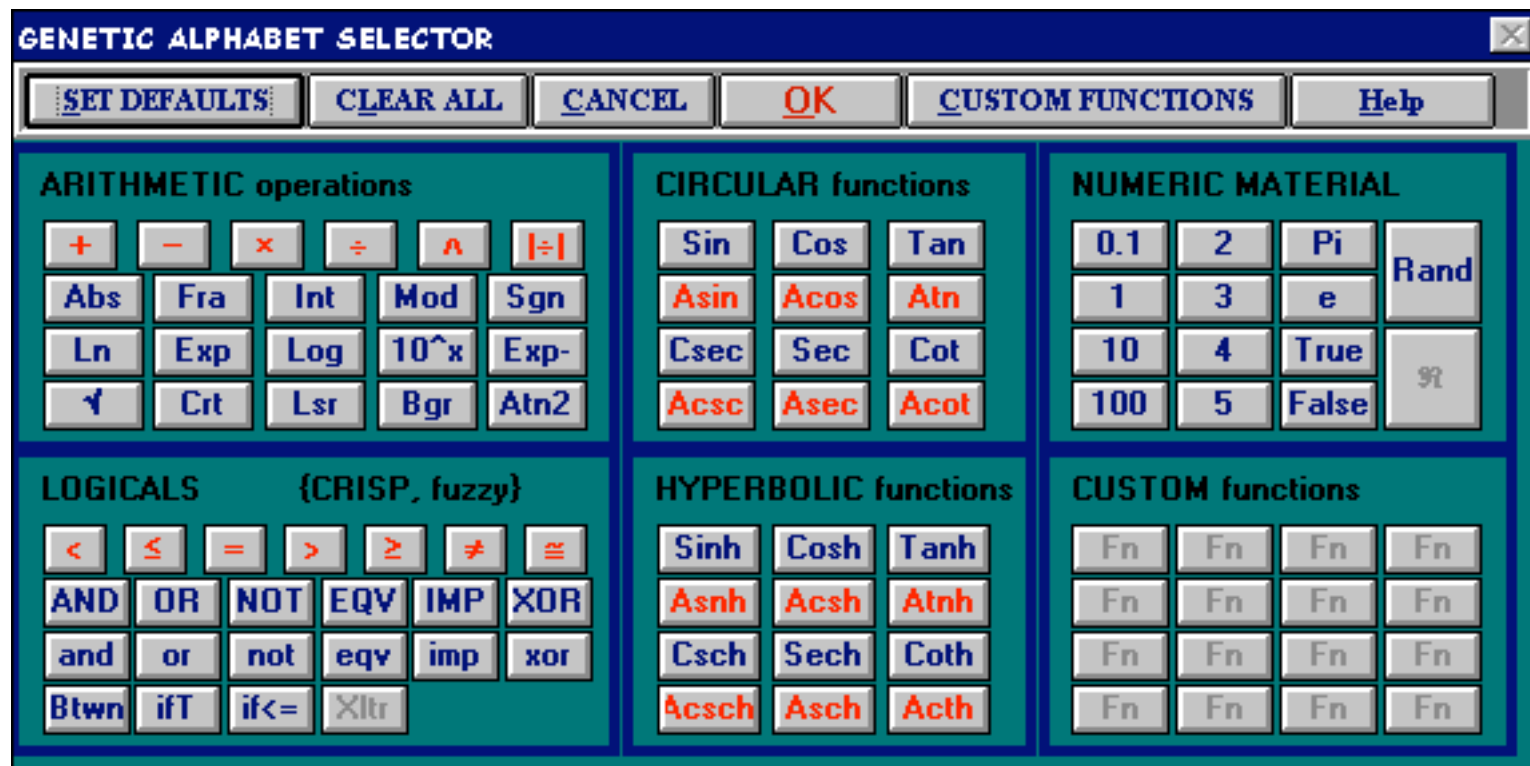 GENETIC ALPHABET SELECTOR
SET DEFAULTS CLEAR ALL CANCEL OK CUSTOM FUNCTIONS Help
ARITHMETIC operations
+ − × ÷ ^ |÷|
Abs Fra Int Mod Sgn
Ln Exp Log 10^x Exp-
√ Crt Lsr Bgr Atn2
CIRCULAR functions
Sin Cos Tan
Asin Acos Atn
Csec Sec Cot
Acsc Asec Acot
NUMERIC MATERIAL
0.1 2 Pi Rand
1 3 e
10 4 True ℜ
100 5 False
LOGICALS {CRISP, fuzzy}
< ≤ = > ≥ ≠ ≅
AND OR NOT EQV IMP XOR
and or not eqv imp xor
Btwn ifT if<= Xltr
HYPERBOLIC functions
Sinh Cosh Tanh
Asnh Acsh Atnh
Csch Sech Coth
Acsch Asch Acth
CUSTOM functions
Fn Fn Fn Fn
Fn Fn Fn Fn
Fn Fn Fn Fn
Fn Fn Fn Fn